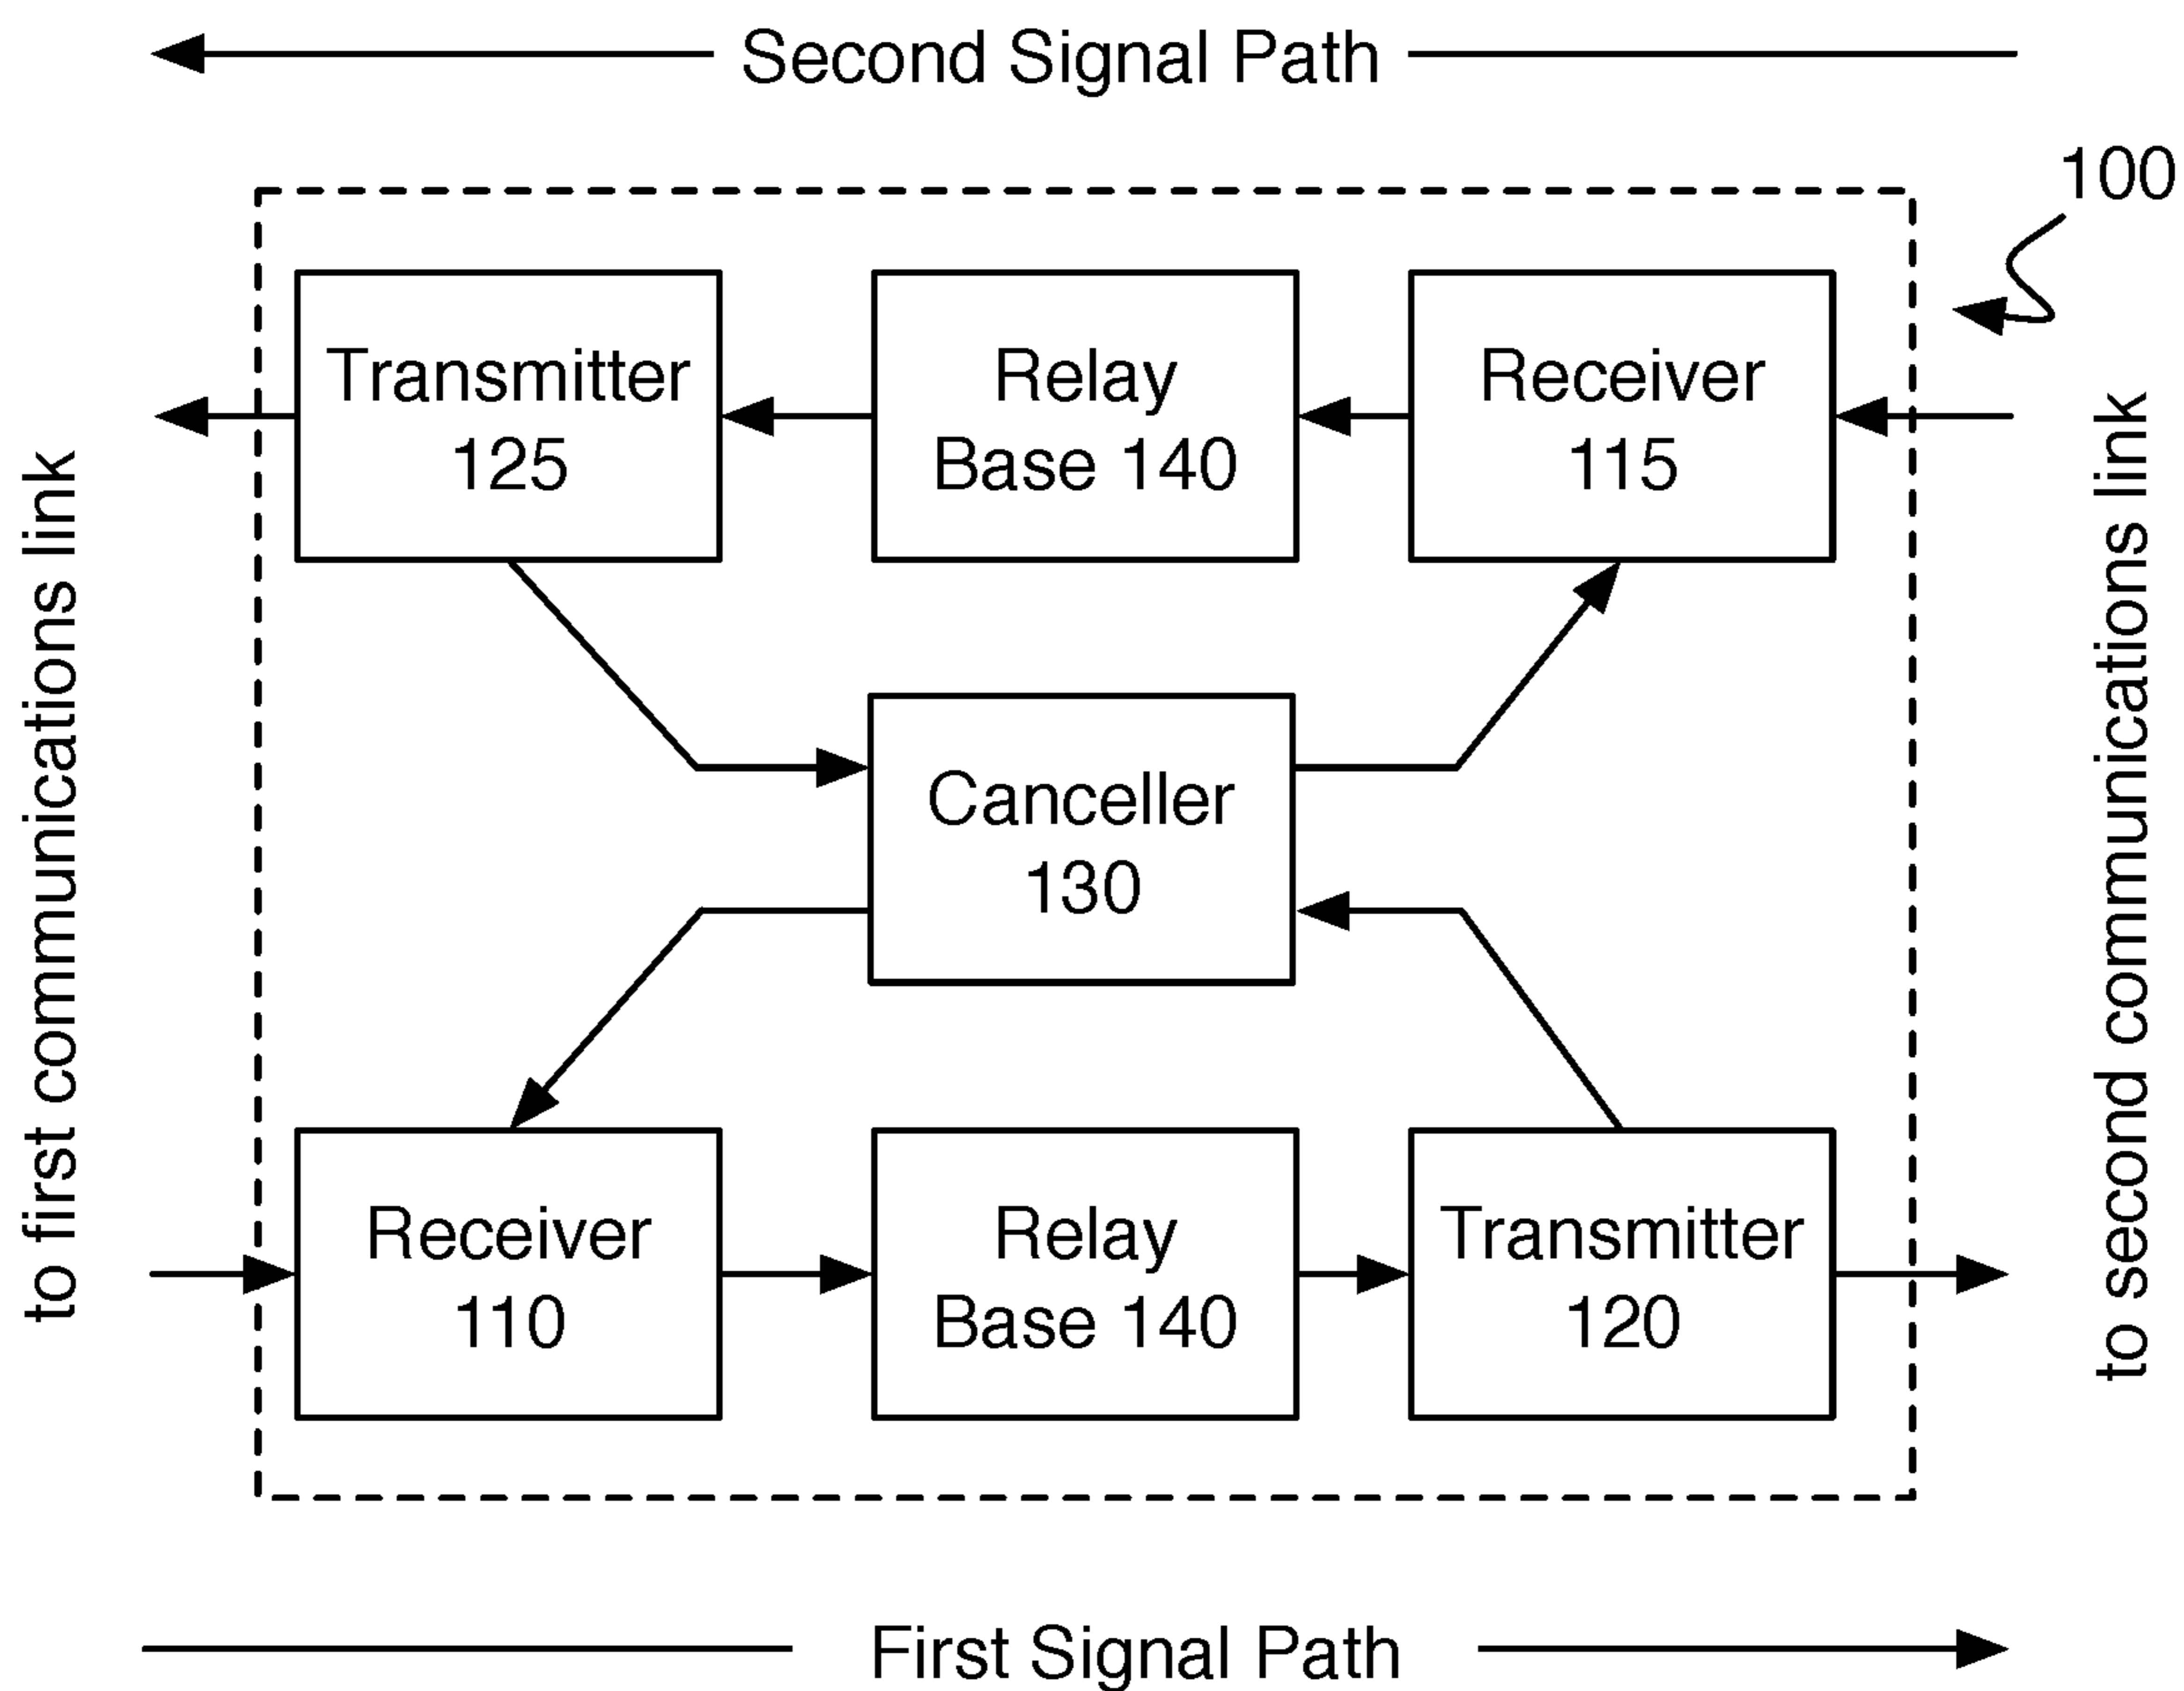 Second Signal Path
100
Transmitter
125
Relay
Base 140
Receiver
115
to first communications link
to second communications link
Canceller
130
Receiver
110
Relay
Base 140
Transmitter
120
First Signal Path